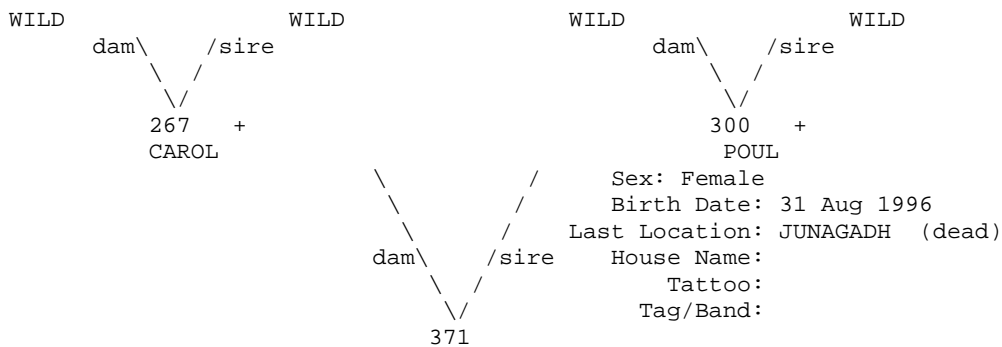 WILD WILD WILD WILD
dam\ /sire dam\ /sire
\ / \ /
\/ \/
267 + 300 +
CAROL POUL
\ / Sex: Female
\ / Birth Date: 31 Aug 1996
\ / Last Location: JUNAGADH (dead)
dam\ /sire House Name:
\ / Tattoo:
\/ Tag/Band:
371